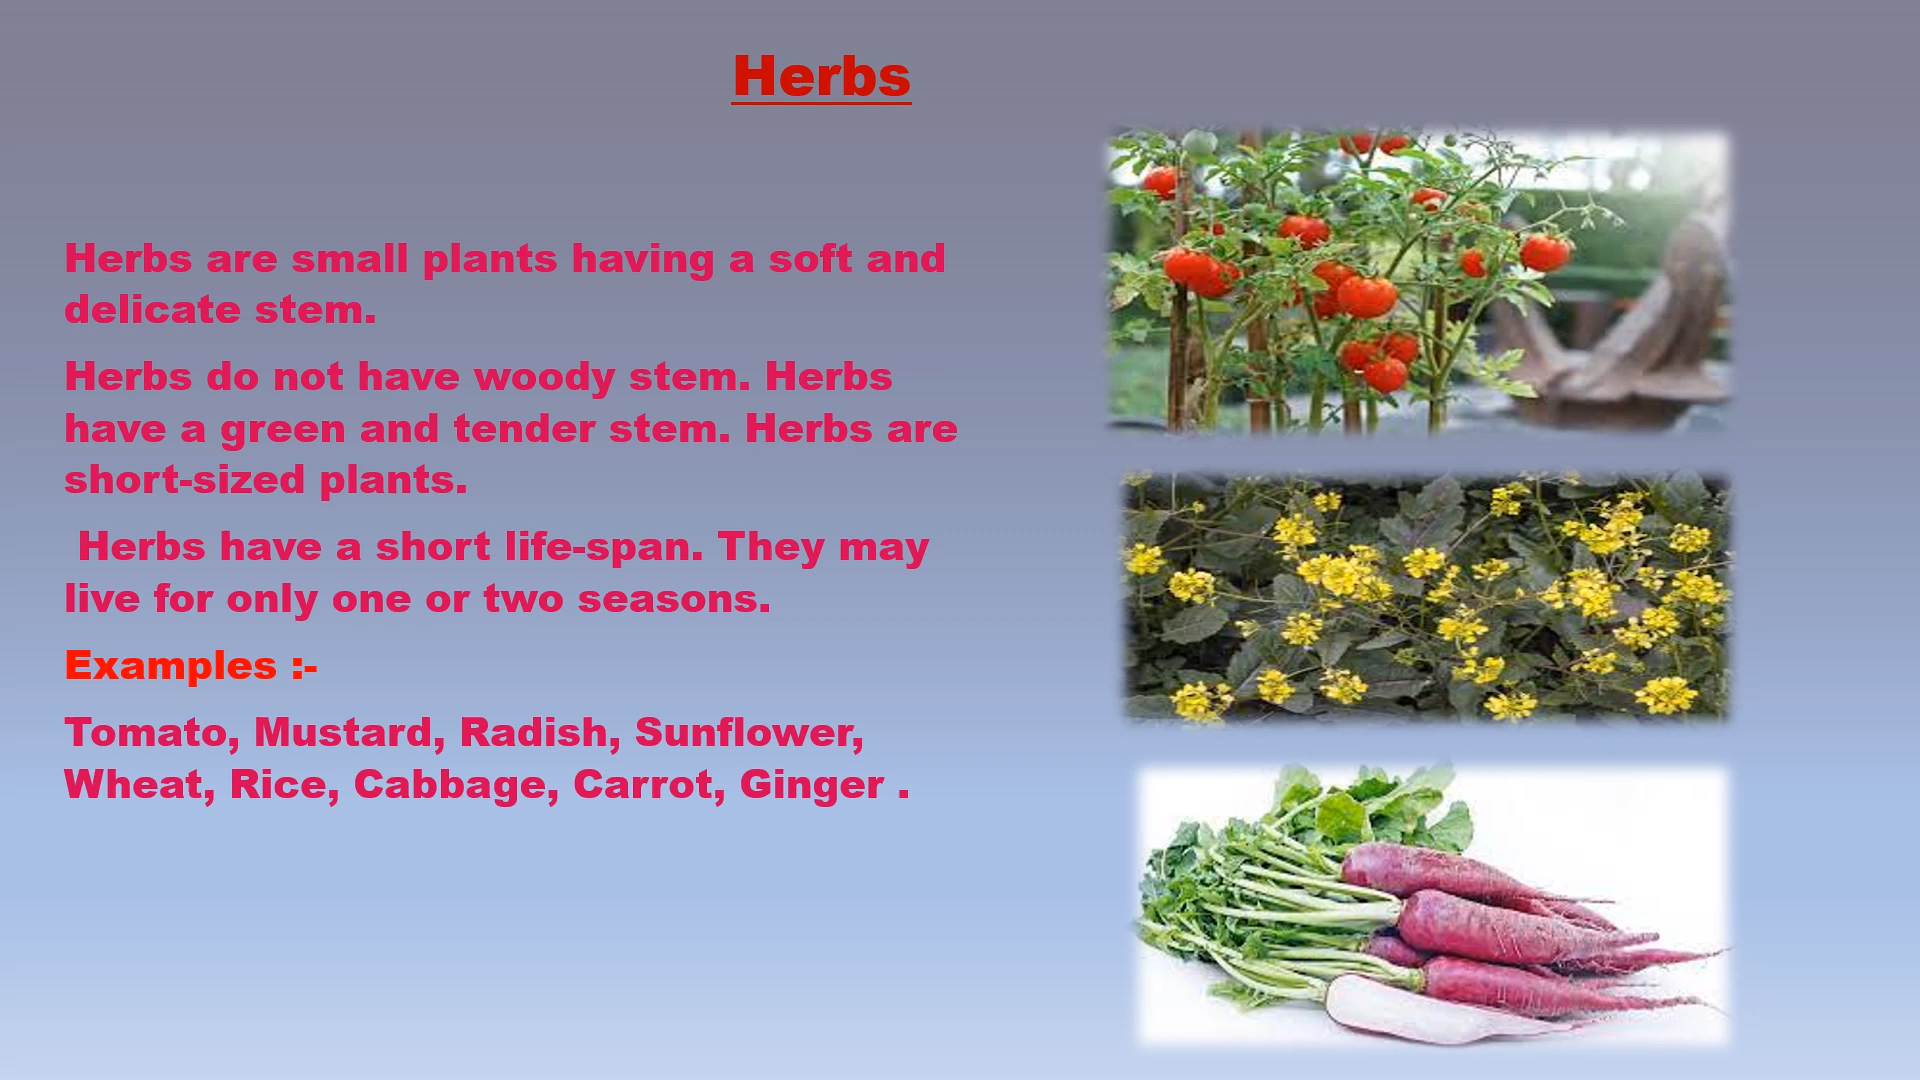 Herbs
Herbs are small plants having a soft and
delicate stem.
Herbs do not have woody stem. Herbs
have a green and tender stem. Herbs are
short-sized plants.
Herbs have a short life-span. They may
live for only one or two seasons.
Examples :-
Tomato, Mustard, Radish, Sunflower,
Wheat, Rice, Cabbage, Carrot, Ginger .